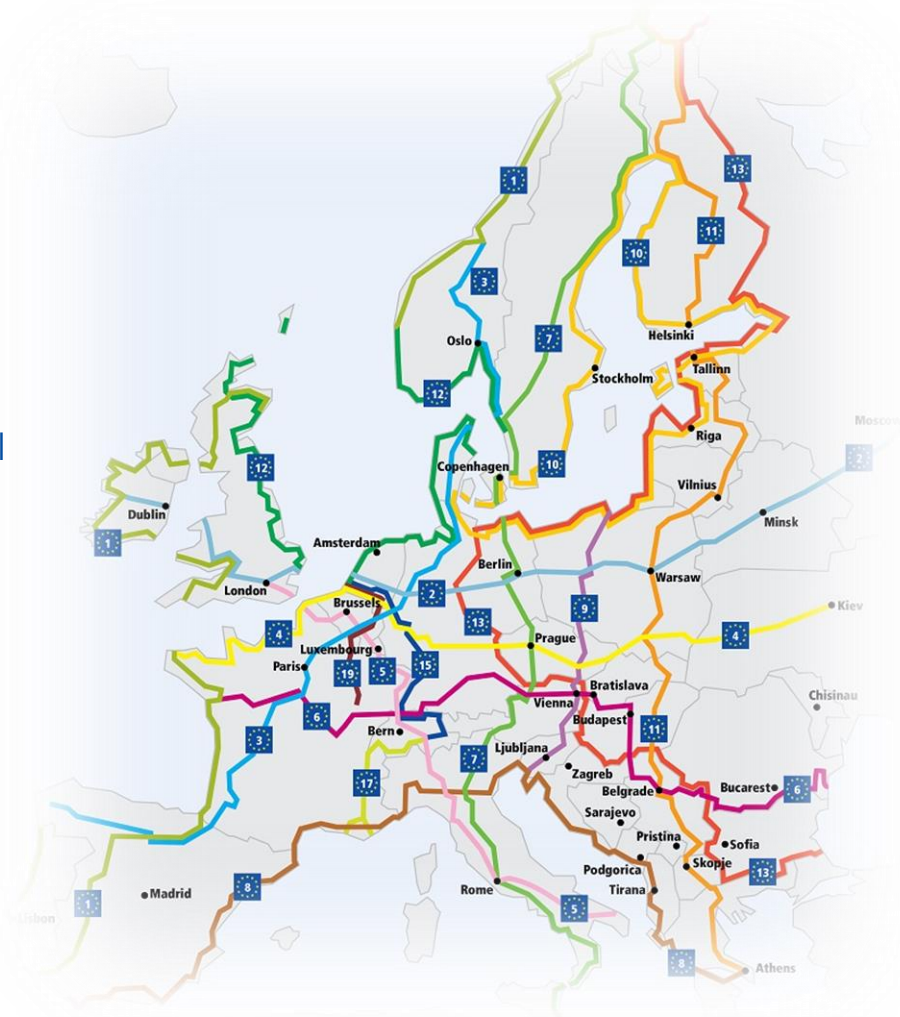 1
13
11
10
3
7
Helsinki
Oslo
Tallinn
Stockholm
12
Moscow
Riga
2
10
Copenhagen
12
Vilnius
Dublin
Minsk
1
Amsterdam
Berlin
Warsaw
London
2
Brussels
9
Kiev
13
4
4
Prague
Luxembourg
Paris
15
19
5
Bratislava
Chisinau
Vienna
6
Budapest
Bern
11
3
Ljubljana
7
Zagreb
17
Belgrade
Bucarest
6
Sarajevo
Pristina
Sofia
Skopje
Podgorica
13
Rome
Tirana
8
Madrid
1
5
Lisbon
8
Athens